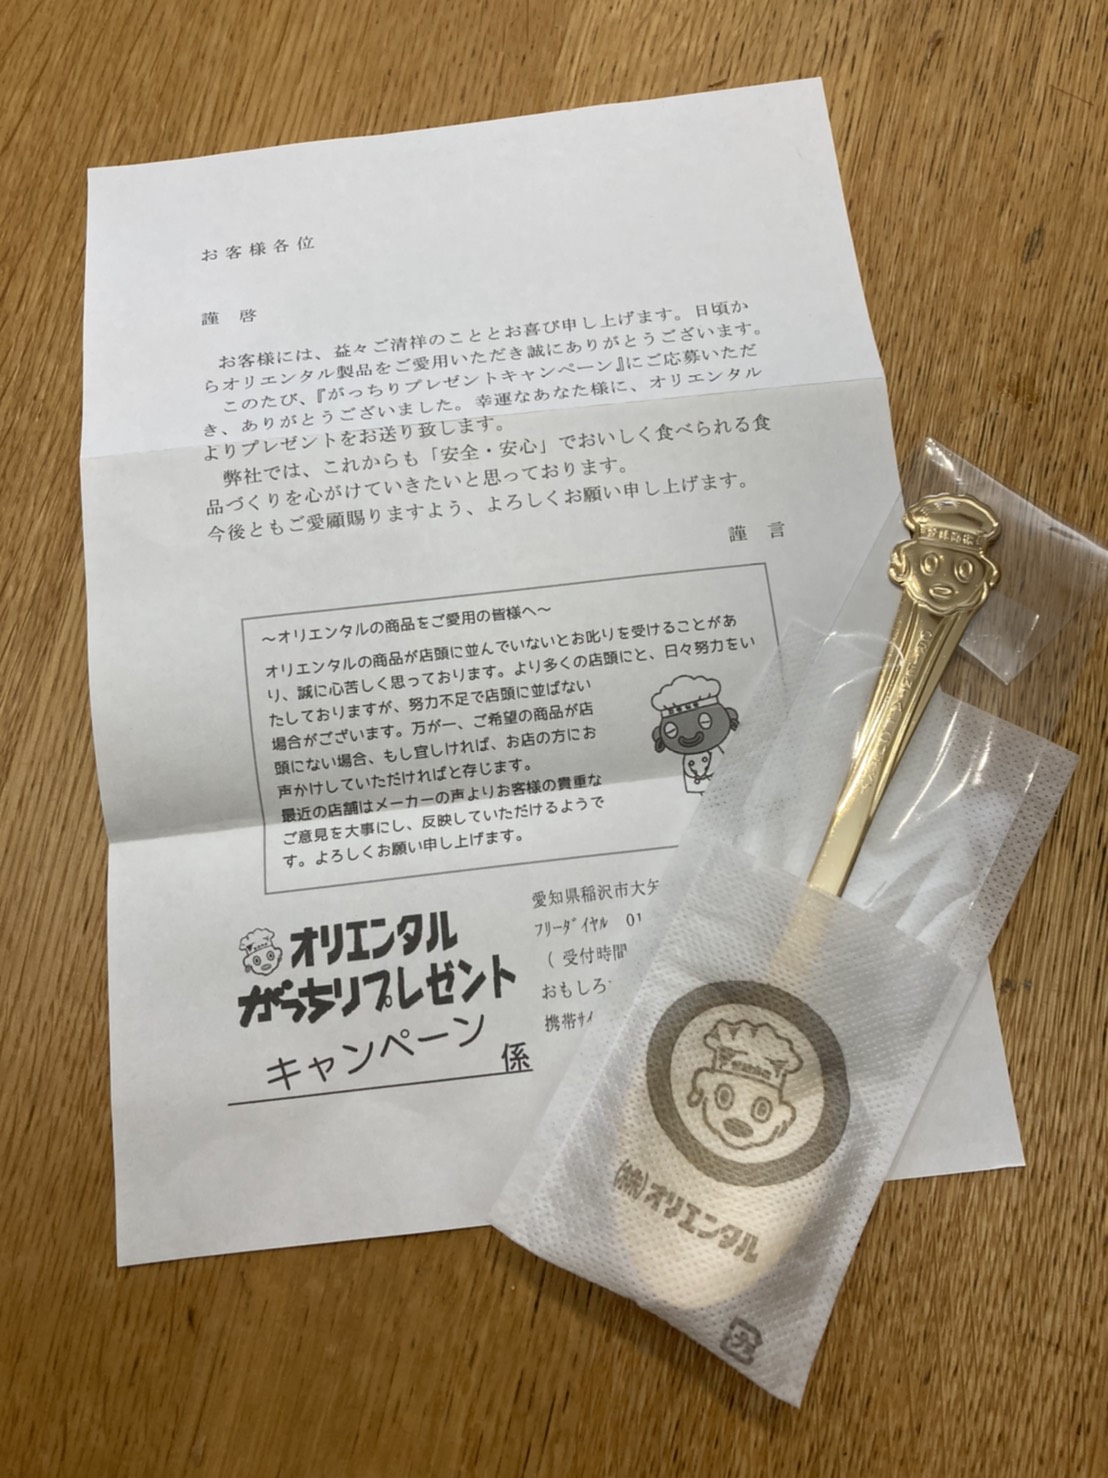 お客様各位
謹 啓
お客様には、益々ご清祥のこととお喜び申し上げます。日頃か
らオリエンタル製品をご愛用いただき誠にありがとうございます。
このたび、『がっちりプレゼントキャンペーン』にご応募いただ
き、ありがとうございました。幸運なあなた様に、オリエンタル
よりプレゼントをお送り致します。
弊社では、これからも「安全・安心」でおいしく食べられる食
品づくりを心がけていきたいと思っております。
今後ともご愛顧賜りますよう、よろしくお願い申し上げます。
謹 言
～オリエンタルの商品をご愛用の皆様へ～
オリエンタルの商品が店頭に並んでいないとお叱りを受けることがあ
り、誠に心苦しく思っております。より多くの店頭にと、日々努力をい
たしておりますが、努力不足で店頭に並ばない
場合がございます。万が一、ご希望の商品が店
頭にない場合、もし宜しければ、お店の方にお
声かけしていただければと存じます。
最近の店舗はメーカーの声よりお客様の貴重な
ご意見を大事にし、反映していただけるようで
す。よろしくお願い申し上げます。
オリエンタル
がっちりプレゼント
キャンペーン 係
愛知県稲沢市大矢
フリーダイヤル 01
( 受付時間
おもしろ
携帯サイ
(株)オリエンタル
プラ